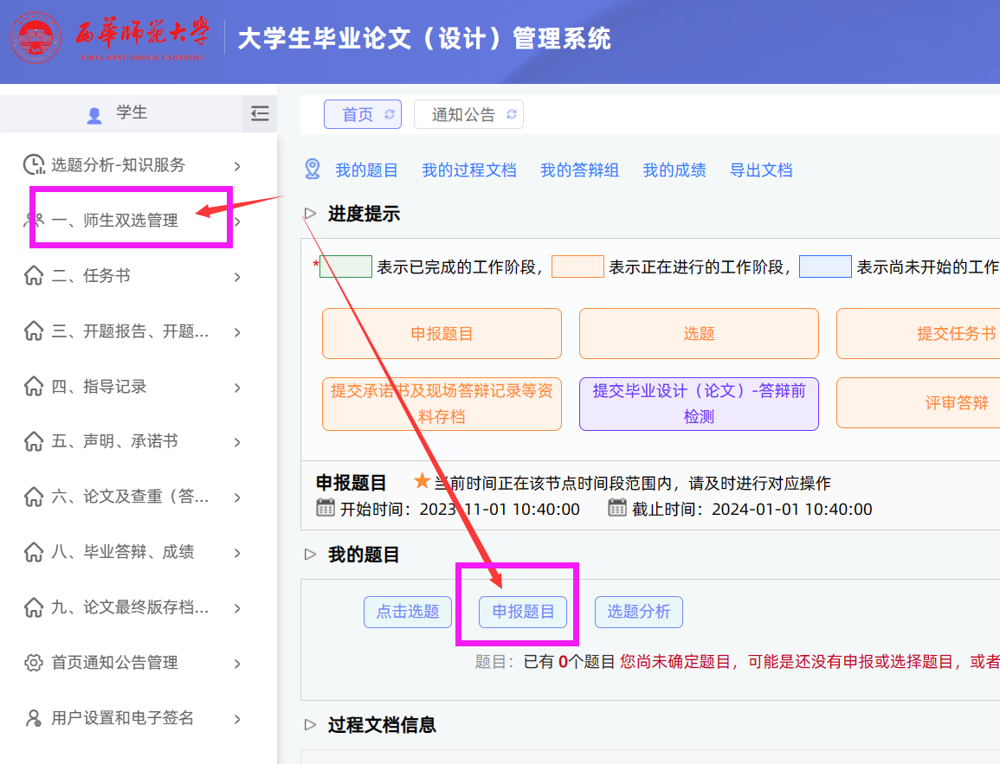 西华师范大学
CHINA WEST NORMAL UNIVERSITY
大学生毕业论文（设计）管理系统
学生
首页
通知公告
选题分析-知识服务
一、师生双选管理
二、任务书
三、开题报告、开题...
四、指导记录
五、声明、承诺书
六、论文及查重（答...
八、毕业答辩、成绩
九、论文最终版存档...
首页通知公告管理
用户设置和电子签名
我的题目 我的过程文档 我的答辩组 我的成绩 导出文档
进度提示
* 表示已完成的工作阶段， 表示正在进行的工作阶段， 表示尚未开始的工作
申报题目
选题
提交任务书
提交承诺书及现场答辩记录等资
料存档
提交毕业设计（论文）-答辩前
检测
评审答辩
申报题目 当前时间正在该节点时间段范围内，请及时进行对应操作
开始时间：2023-11-01 10:40:00 截止时间：2024-01-01 10:40:00
我的题目
点击选题 申报题目 选题分析
题目：已有 0个题目 您尚未确定题目，可能是还没有申报或选择题目，或者
过程文档信息